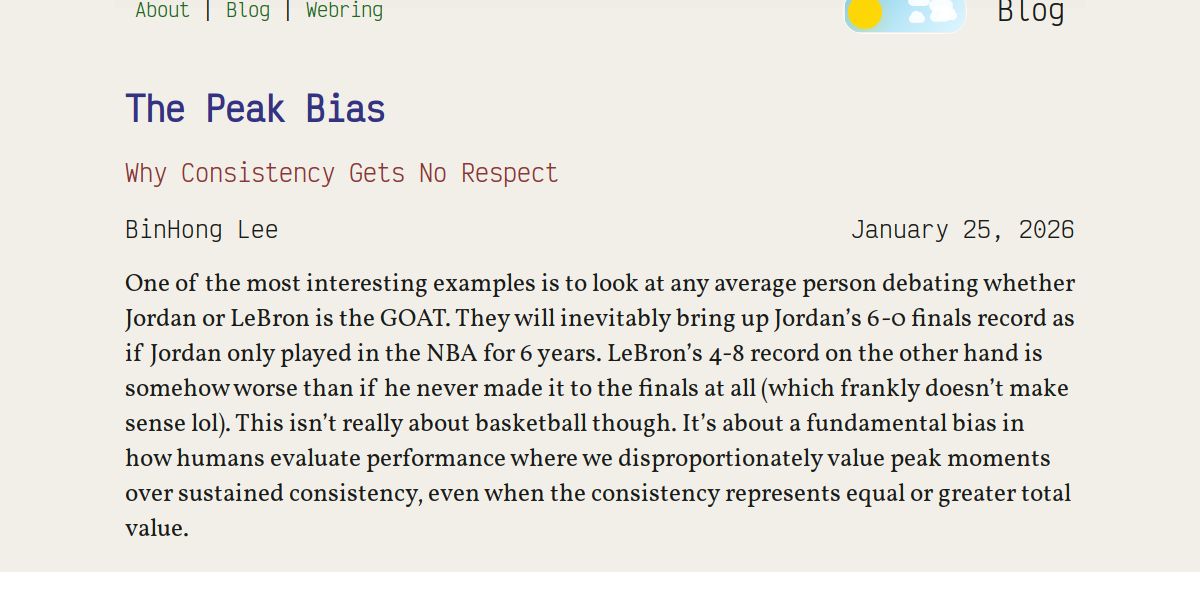 About | Blog | Webring
Blog
The Peak Bias
Why Consistency Gets No Respect
BinHong Lee
January 25, 2026
One of the most interesting examples is to look at any average person debating whether
Jordan or LeBron is the GOAT. They will inevitably bring up Jordan’s 6-0 finals record as
if Jordan only played in the NBA for 6 years. LeBron’s 4-8 record on the other hand is
somehow worse than if he never made it to the finals at all (which frankly doesn’t make
sense lol). This isn’t really about basketball though. It’s about a fundamental bias in
how humans evaluate performance where we disproportionately value peak moments
over sustained consistency, even when the consistency represents equal or greater total
value.